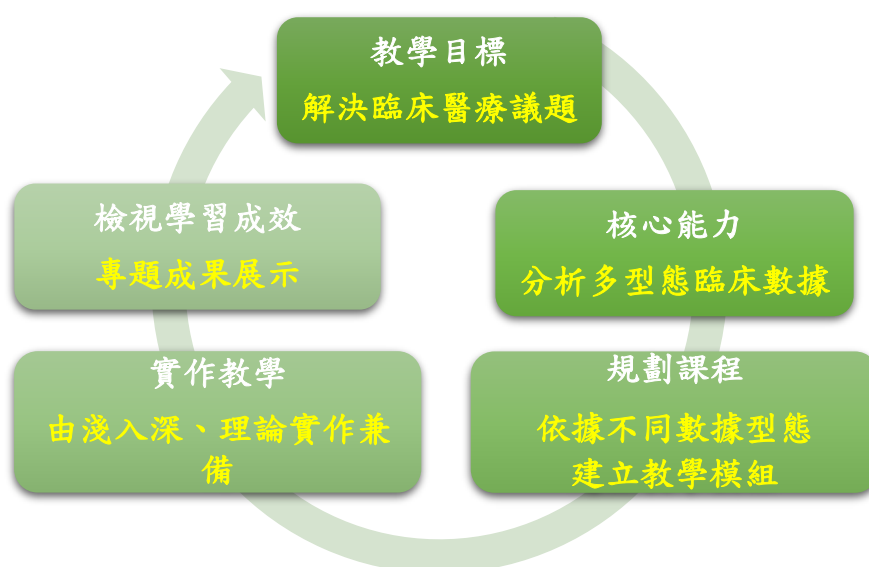 教學目標
解決臨床醫療議題
核心能力
分析多型態臨床數據
規劃課程
依據不同數據型態
建立教學模組
實作教學
由淺入深、理論實作兼
備
檢視學習成效
專題成果展示